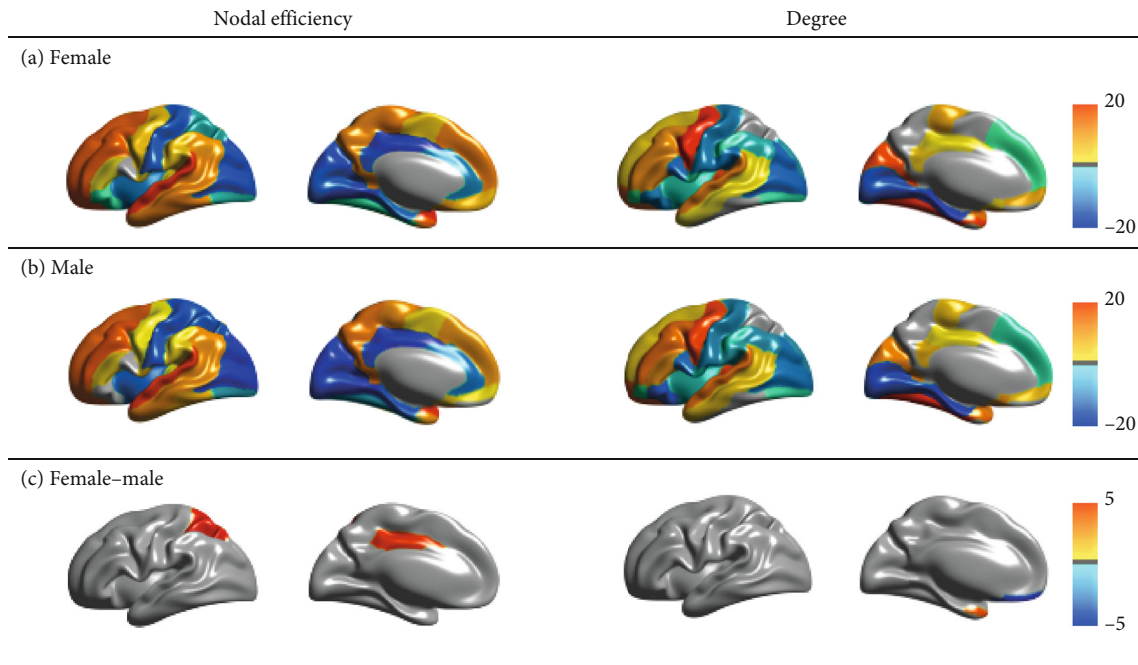 Nodal efficiency Degree
(a) Female
20
–20
(b) Male
20
–20
(c) Female–male
5
–5